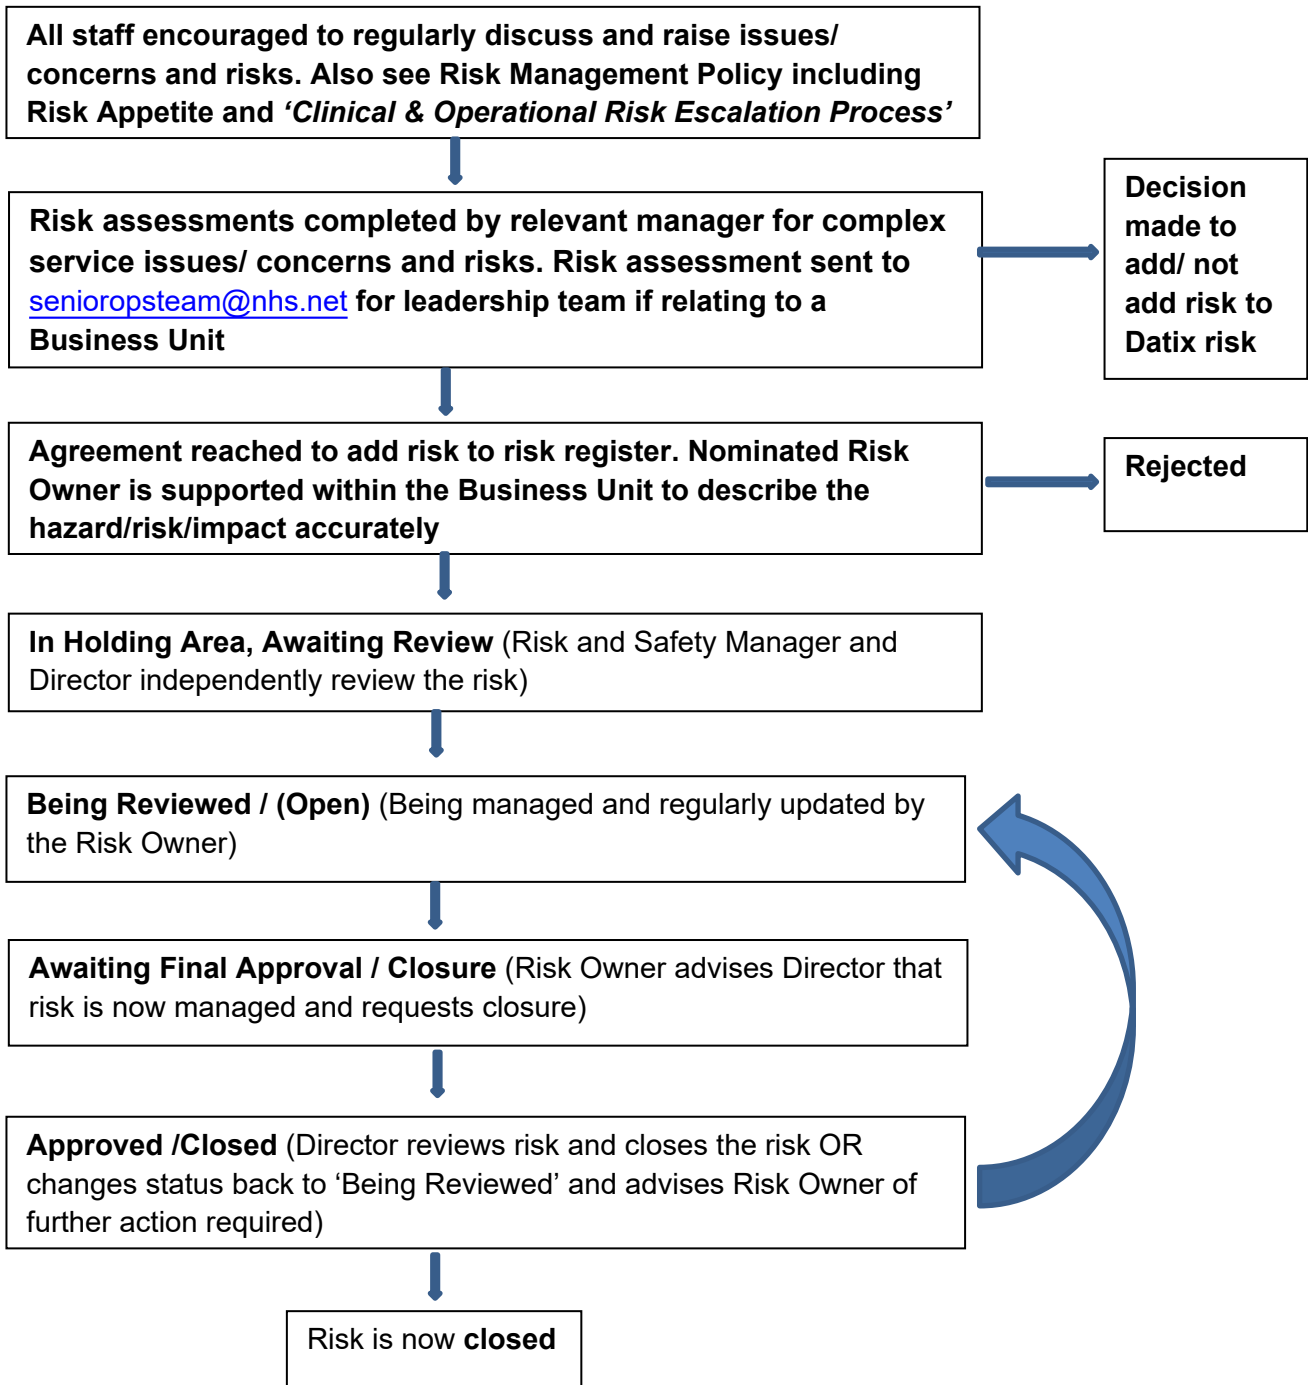 All staff encouraged to regularly discuss and raise issues/
concerns and risks. Also see Risk Management Policy including
Risk Appetite and ‘Clinical & Operational Risk Escalation Process’
Risk assessments completed by relevant manager for complex
service issues/ concerns and risks. Risk assessment sent to
senioropsteam@nhs.net for leadership team if relating to a
Business Unit
Decision
made to
add/ not
add risk to
Datix risk
Agreement reached to add risk to risk register. Nominated Risk
Owner is supported within the Business Unit to describe the
hazard/risk/impact accurately
Rejected
In Holding Area, Awaiting Review (Risk and Safety Manager and
Director independently review the risk)
Being Reviewed / (Open) (Being managed and regularly updated by
the Risk Owner)
Awaiting Final Approval / Closure (Risk Owner advises Director that
risk is now managed and requests closure)
Approved /Closed (Director reviews risk and closes the risk OR
changes status back to ‘Being Reviewed’ and advises Risk Owner of
further action required)
Risk is now closed